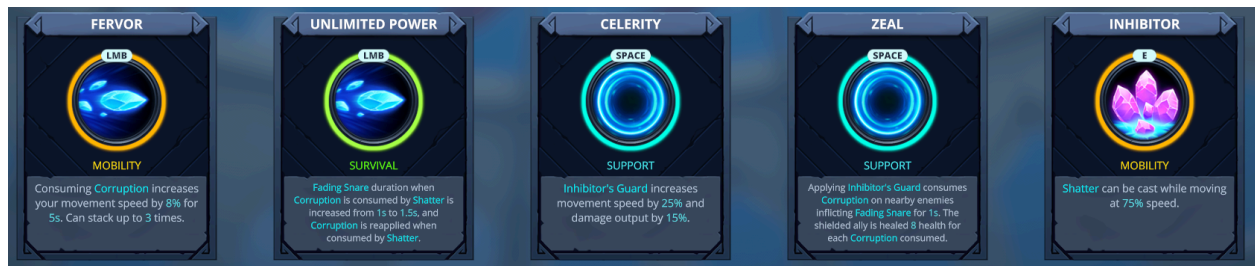 FERVOR
LMB
MOBILITY
Consuming Corruption increases
your movement speed by 8% for
5s. Can stack up to 3 times.
UNLIMITED POWER
LMB
SURVIVAL
Fading Snare duration when
Corruption is consumed by Shatter is
increased from 1s to 1.5s, and
Corruption is reapplied when
consumed by Shatter.
CELERITY
SPACE
SUPPORT
Inhibitor's Guard increases
movement speed by 25% and
damage output by 15%.
ZEAL
SPACE
SUPPORT
Applying Inhibitor's Guard consumes
Corruption on nearby enemies
inflicting Fading Snare for 1s. The
shielded ally is healed 8 health for
each Corruption consumed.
INHIBITOR
E
MOBILITY
Shatter can be cast while moving
at 75% speed.